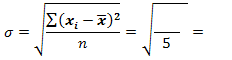 σ = √(Σ(xᵢ − x̅)² / n) = √( / 5) =